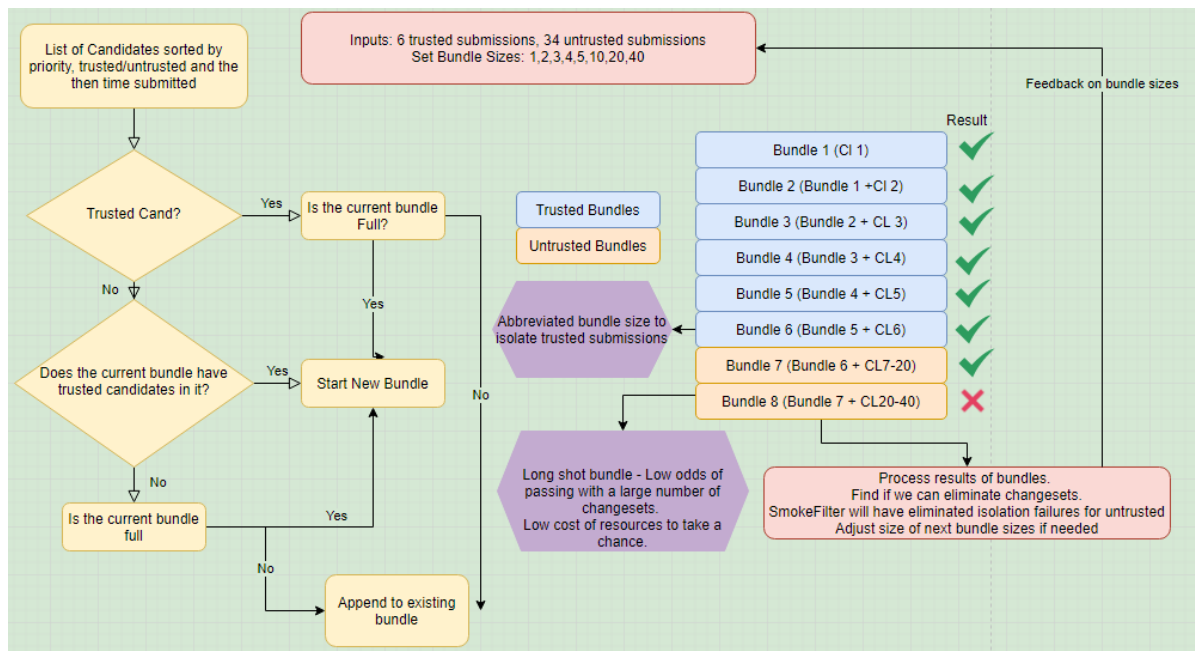 List of Candidates sorted by
priority, trusted/untrusted and the
then time submitted
Inputs: 6 trusted submissions, 34 untrusted submissions
Set Bundle Sizes: 1,2,3,4,5,10,20,40
Feedback on bundle sizes
Result
Trusted Cand?
Yes
Is the current bundle
Full?
No
Yes
No
Does the current bundle have
trusted candidates in it?
Yes
Start New Bundle
No
Is the current bundle
full
Yes
No
Append to existing
bundle
Trusted Bundles
Untrusted Bundles
Bundle 1 (Cl 1)
Bundle 2 (Bundle 1 +Cl 2)
Bundle 3 (Bundle 2 + CL 3)
Bundle 4 (Bundle 3 + CL4)
Bundle 5 (Bundle 4 + CL5)
Bundle 6 (Bundle 5 + CL6)
Bundle 7 (Bundle 6 + CL7-20)
Bundle 8 (Bundle 7 + CL20-40)
Abbreviated bundle size to
isolate trusted submissions
Long shot bundle - Low odds of
passing with a large number of
changesets.
Low cost of resources to take a
chance.
Process results of bundles.
Find if we can eliminate changesets.
SmokeFilter will have eliminated isolation failures for untrusted
Adjust size of next bundle sizes if needed